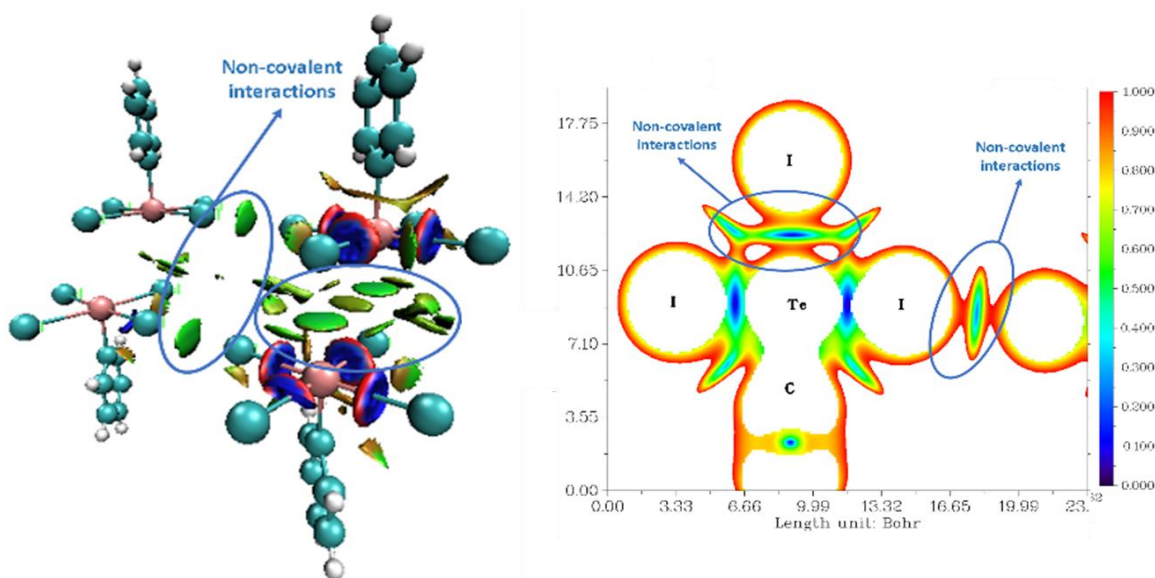 Non-covalent
interactions
Non-covalent
interactions
Non-covalent
interactions
17.75
14.20
10.65
7.10
3.55
0.00
I
I
Te
I
C
0.00
3.33
6.66
9.99
13.32
16.65
19.99
23.32
Length unit: Bohr
1.000
0.900
0.800
0.700
0.600
0.500
0.400
0.300
0.200
0.100
0.000